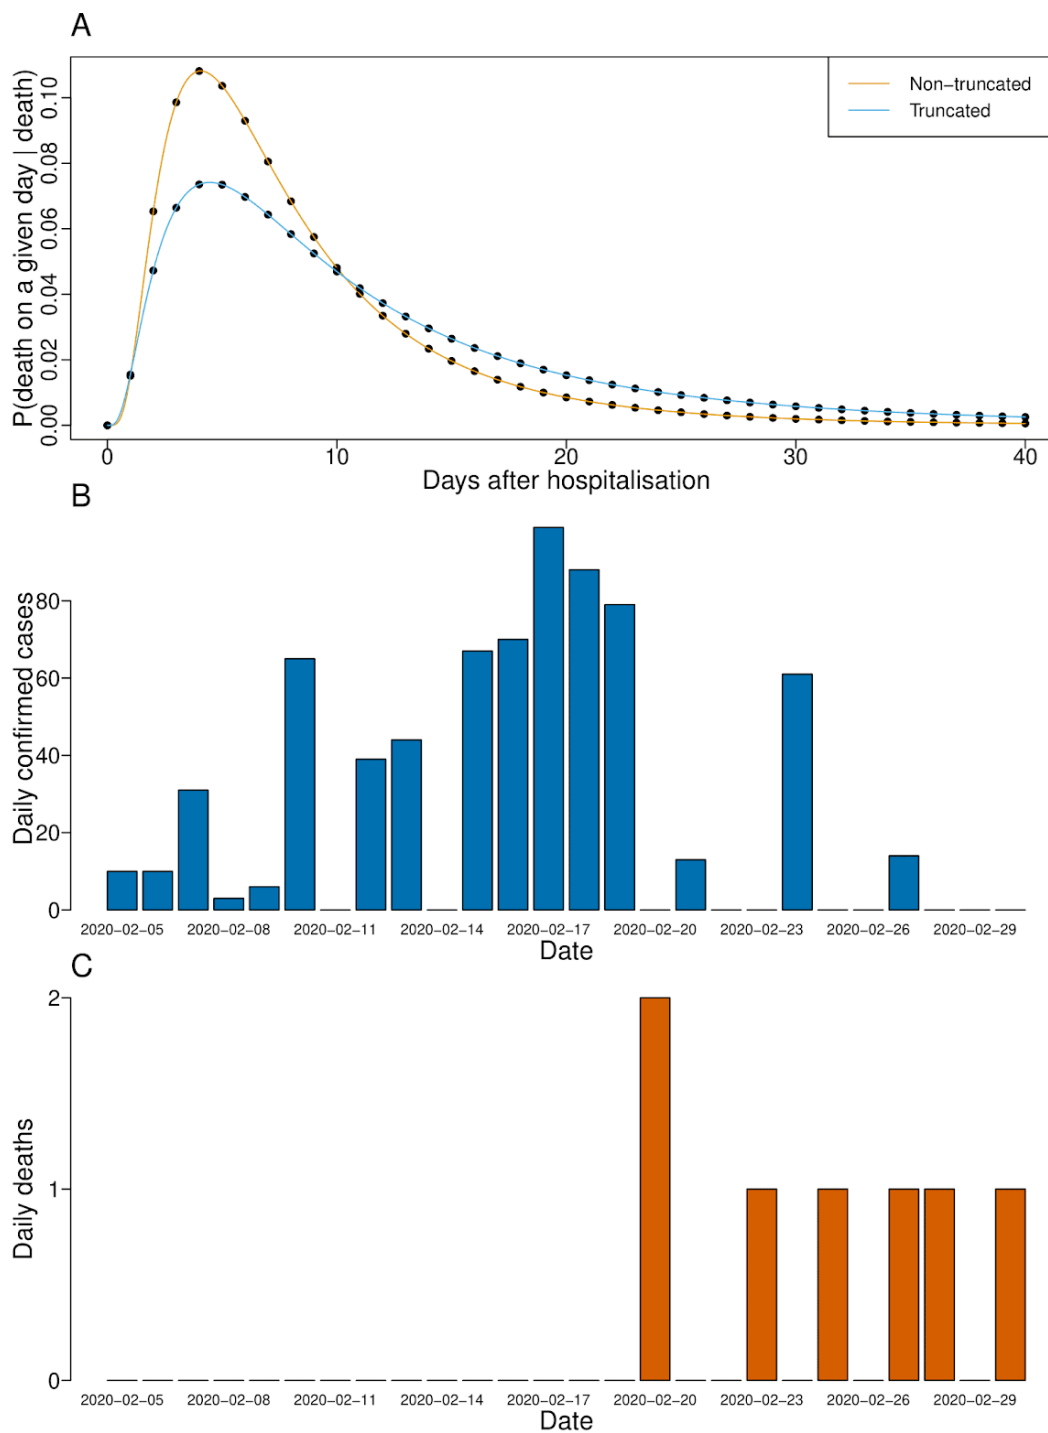 A
P(death on a given day | death)
0.10
0.08
0.06
0.04
0.02
0.00
Non−truncated
Truncated
0 10 20 30 40
Days after hospitalisation
B
Daily confirmed cases
80
60
40
20
0
2020−02−05 2020−02−08 2020−02−11 2020−02−14 2020−02−17 2020−02−20 2020−02−23 2020−02−26 2020−02−29
Date
C
Daily deaths
2
1
0
2020−02−05 2020−02−08 2020−02−11 2020−02−14 2020−02−17 2020−02−20 2020−02−23 2020−02−26 2020−02−29
Date